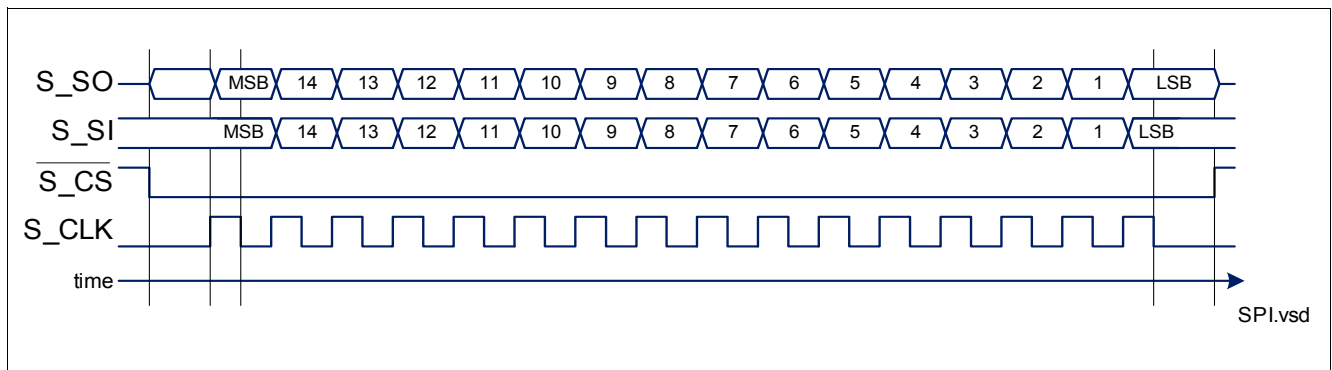 S_SO MSB 14 13 12 11 10 9 8 7 6 5 4 3 2 1 LSB
S_SI MSB 14 13 12 11 10 9 8 7 6 5 4 3 2 1 LSB
S_CS
S_CLK
time
SPI.vsd